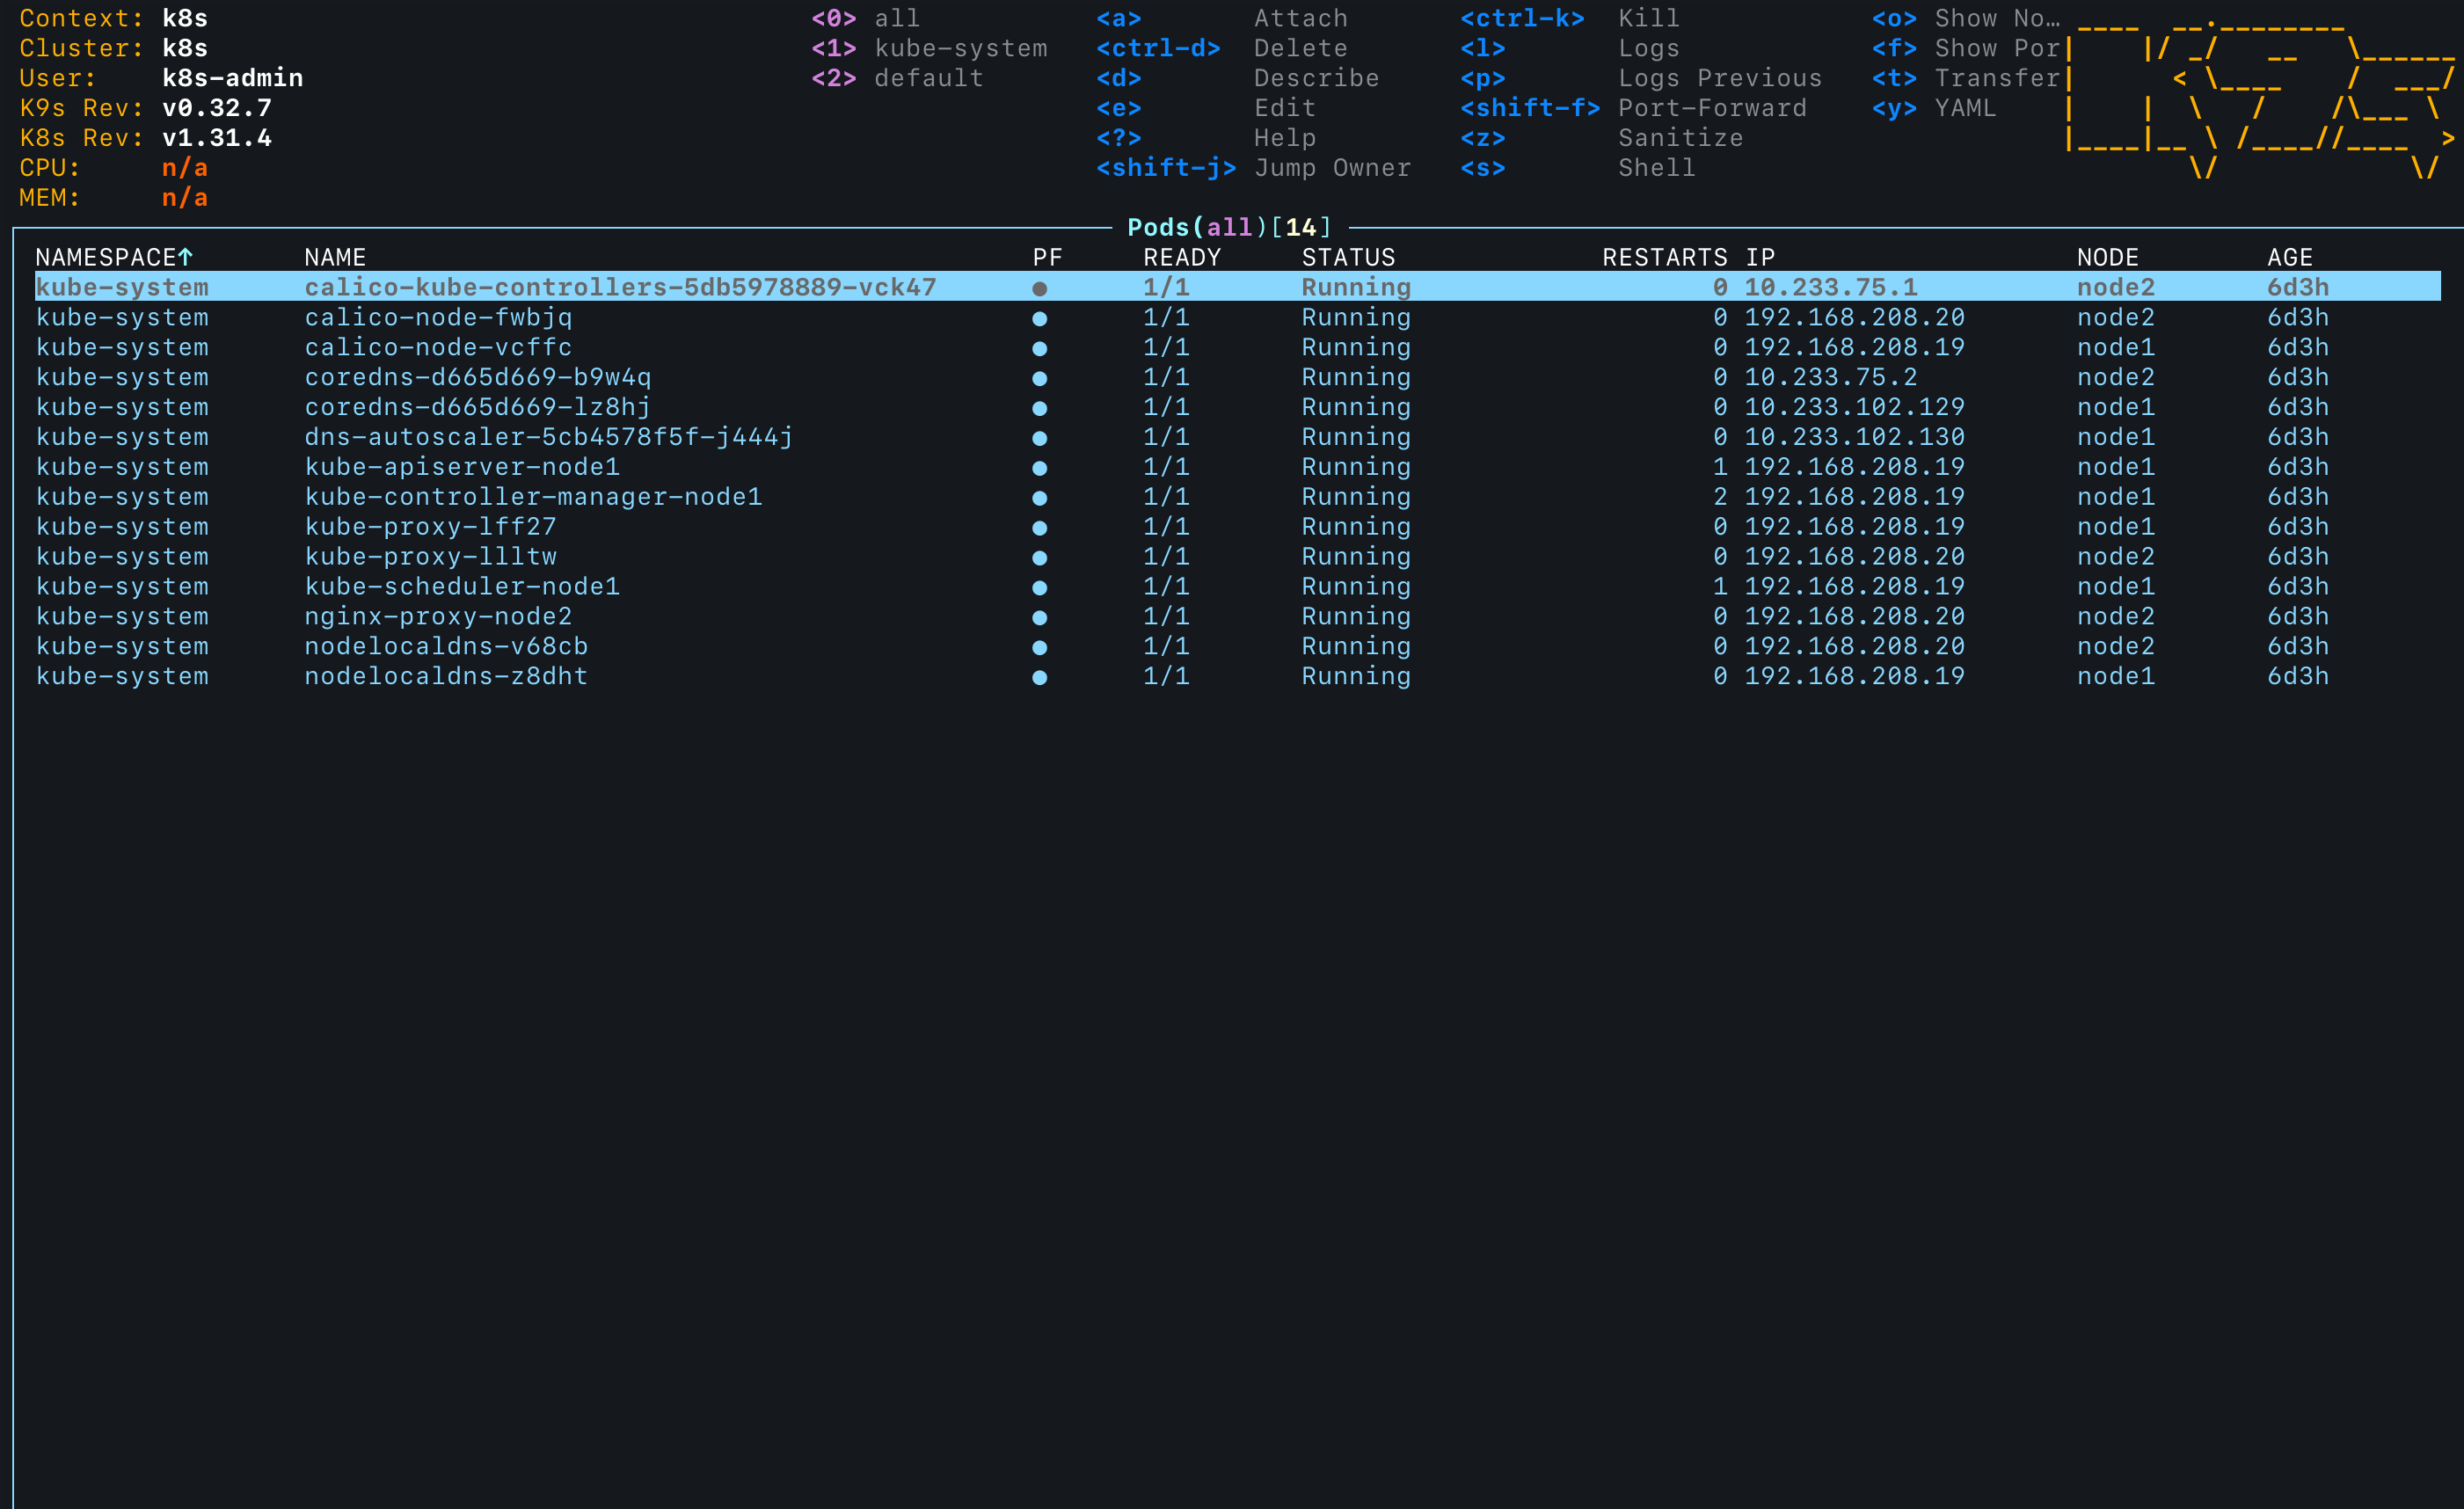 Context: k8s <0> all <a> Attach <ctrl-k> Kill <o> Show No…
Cluster: k8s <1> kube-system <ctrl-d> Delete <l> Logs <f> Show Por
User: k8s-admin <2> default <d> Describe <p> Logs Previous <t> Transfer
K9s Rev: v0.32.7 <e> Edit <shift-f> Port-Forward <y> YAML
K8s Rev: v1.31.4 <?> Help <z> Sanitize
CPU: n/a <shift-j> Jump Owner <s> Shell
MEM: n/a
Pods(all)[14]
NAMESPACE↑ NAME PF READY STATUS RESTARTS IP NODE AGE
kube-system calico-kube-controllers-5db5978889-vck47 ● 1/1 Running 0 10.233.75.1 node2 6d3h
kube-system calico-node-fwbjq ● 1/1 Running 0 192.168.208.20 node2 6d3h
kube-system calico-node-vcffc ● 1/1 Running 0 192.168.208.19 node1 6d3h
kube-system coredns-d665d669-b9w4q ● 1/1 Running 0 10.233.75.2 node2 6d3h
kube-system coredns-d665d669-lz8hj ● 1/1 Running 0 10.233.102.129 node1 6d3h
kube-system dns-autoscaler-5cb4578f5f-j444j ● 1/1 Running 0 10.233.102.130 node1 6d3h
kube-system kube-apiserver-node1 ● 1/1 Running 1 192.168.208.19 node1 6d3h
kube-system kube-controller-manager-node1 ● 1/1 Running 2 192.168.208.19 node1 6d3h
kube-system kube-proxy-lff27 ● 1/1 Running 0 192.168.208.19 node1 6d3h
kube-system kube-proxy-llltw ● 1/1 Running 0 192.168.208.20 node2 6d3h
kube-system kube-scheduler-node1 ● 1/1 Running 1 192.168.208.19 node1 6d3h
kube-system nginx-proxy-node2 ● 1/1 Running 0 192.168.208.20 node2 6d3h
kube-system nodelocaldns-v68cb ● 1/1 Running 0 192.168.208.20 node2 6d3h
kube-system nodelocaldns-z8dht ● 1/1 Running 0 192.168.208.19 node1 6d3h